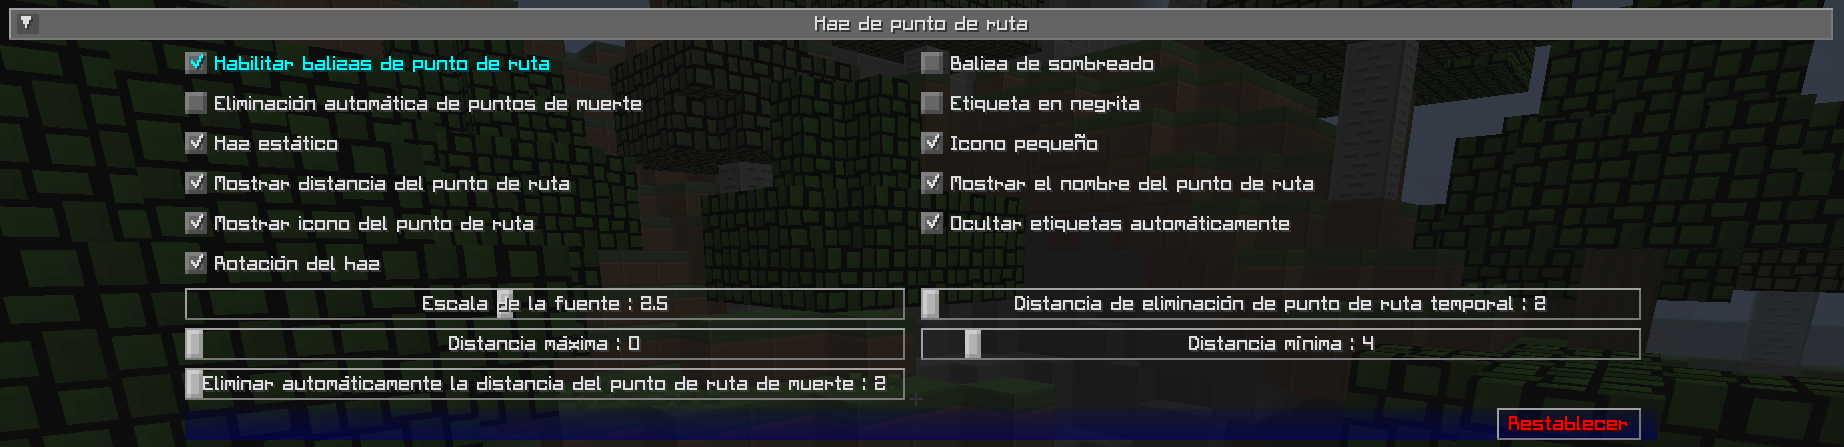 Haz de punto de ruta
Habilitar balizas de punto de ruta
Baliza de sombreado
Eliminación automática de puntos de muerte
Etiqueta en negrita
Haz estático
Icono pequeño
Mostrar distancia del punto de ruta
Mostrar el nombre del punto de ruta
Mostrar icono del punto de ruta
Ocultar etiquetas automáticamente
Rotación del haz
Escala de la fuente : 2.5
Distancia de eliminación de punto de ruta temporal : 2
Distancia máxima : 0
Distancia mínima : 4
Eliminar automáticamente la distancia del punto de ruta de muerte : 2
Restablecer